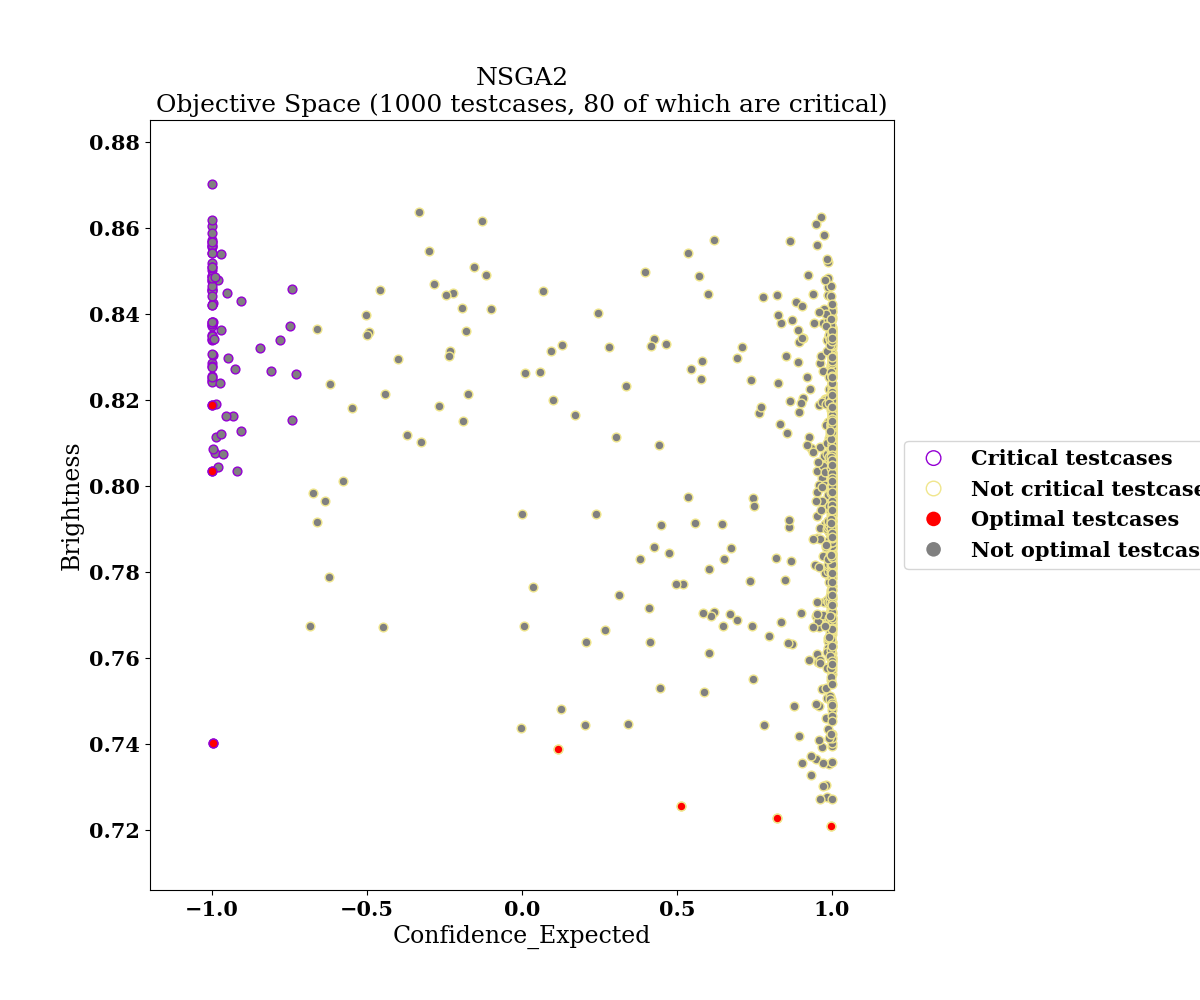 NSGA2
Objective Space (1000 testcases, 80 of which are critical)
0.88
0.86
0.84
0.82
0.80
0.78
0.76
0.74
0.72
Brightness
−1.0
−0.5
0.0
0.5
1.0
Confidence_Expected
Critical testcases
Not critical testcase
Optimal testcases
Not optimal testcas